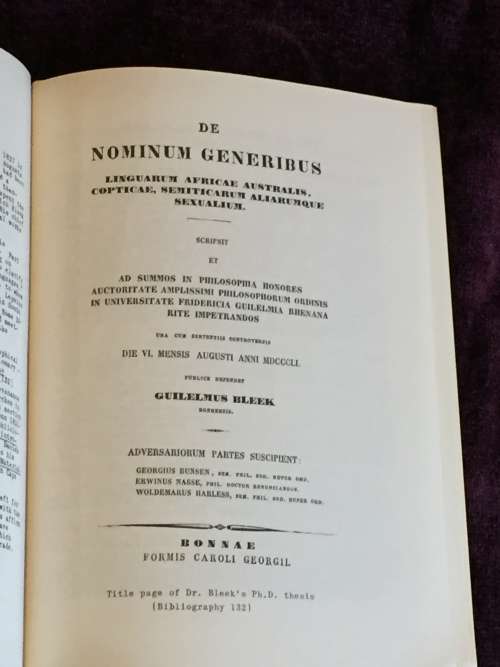 DE
NOMINUM GENERIBUS
LINGUARUM AFRICAE AUSTRALIS,
COPTICAE, SEMITICARUM ALIARUMQUE
SEXUALIUM.
SCRIPSIT
ET
AD SUMMOS IN PHILOSOPHIA HONORES
AUCTORITATE AMPLISSIMI PHILOSOPHORUM ORDINIS
IN UNIVERSITATE FRIDERICIA GUILELMIA RHENANA
RITE IMPETRANDOS
UNA CUM SENTENTIIS CONTROVERSIS
DIE VI. MENSIS AUGUSTI ANNI MDCCCLI.
PUBLICE DEFENDET
GUILELMUS BLEEK
BONNENSIS.
ADVERSARIORUM PARTES SUSCIPIENT:
GEORGIUS BUNSEN, SEM. PHIL. SOD. NUPER ORD.
ERWINUS NASSE, PHIL. DOCTOR RENUNCIANDUS.
WOLDEMARUS HARLESS, SEM. PHIL. SOD. NUPER ORD.
BONNAE
FORMIS CAROLI GEORGII.
Title page of Dr. Bleek's Ph.D. thesis
(Bibliography 132)